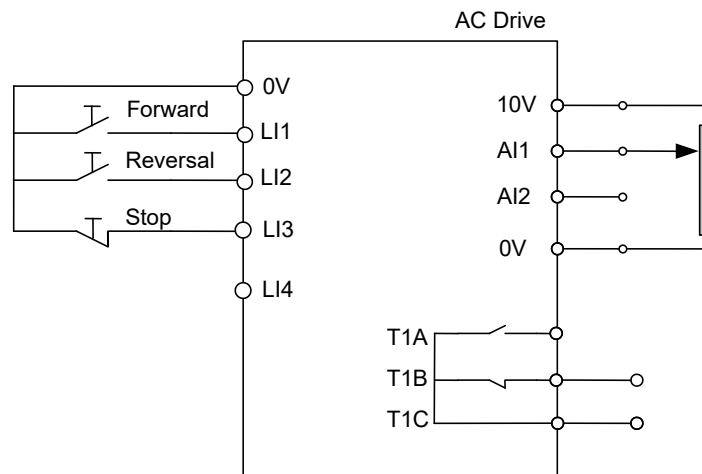 AC Drive
0V
Forward
LI1
Reversal
LI2
Stop
LI3
LI4
10V
AI1
AI2
0V
T1A
T1B
T1C